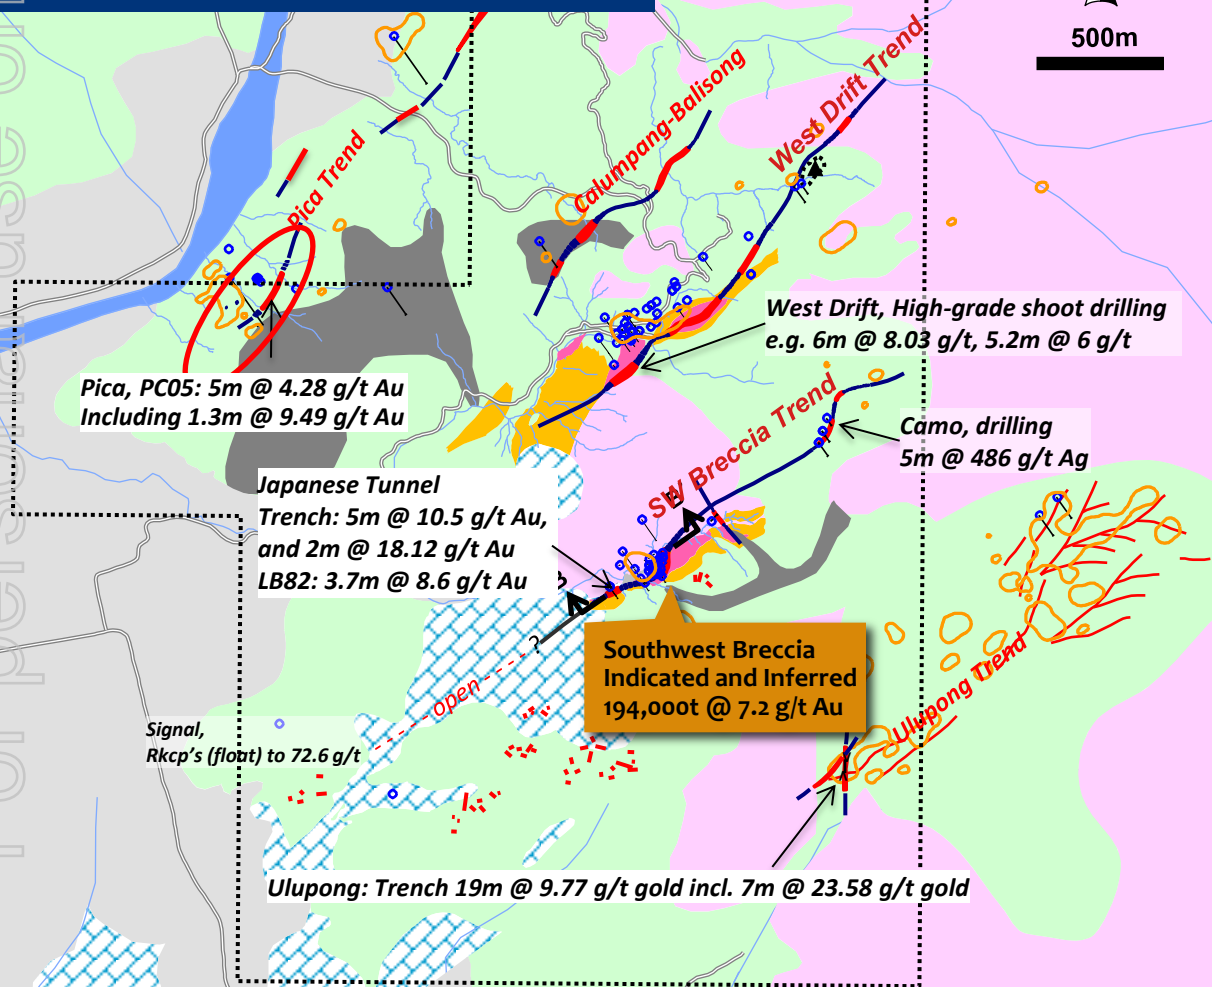 500m
West Drift Trend
Calumpang-Balisong
Pica Trend
West Drift, High-grade shoot drilling
e.g. 6m @ 8.03 g/t, 5.2m @ 6 g/t
Pica, PC05: 5m @ 4.28 g/t Au
Including 1.3m @ 9.49 g/t Au
SW Breccia Trend
Camo, drilling
5m @ 486 g/t Ag
Japanese Tunnel
Trench: 5m @ 10.5 g/t Au,
and 2m @ 18.12 g/t Au
LB82: 3.7m @ 8.6 g/t Au
?
open
Southwest Breccia
Indicated and Inferred
194,000t @ 7.2 g/t Au
Ulupong Trend
Signal,
Rkcp's (float) to 72.6 g/t
Ulupong: Trench 19m @ 9.77 g/t gold incl. 7m @ 23.58 g/t gold